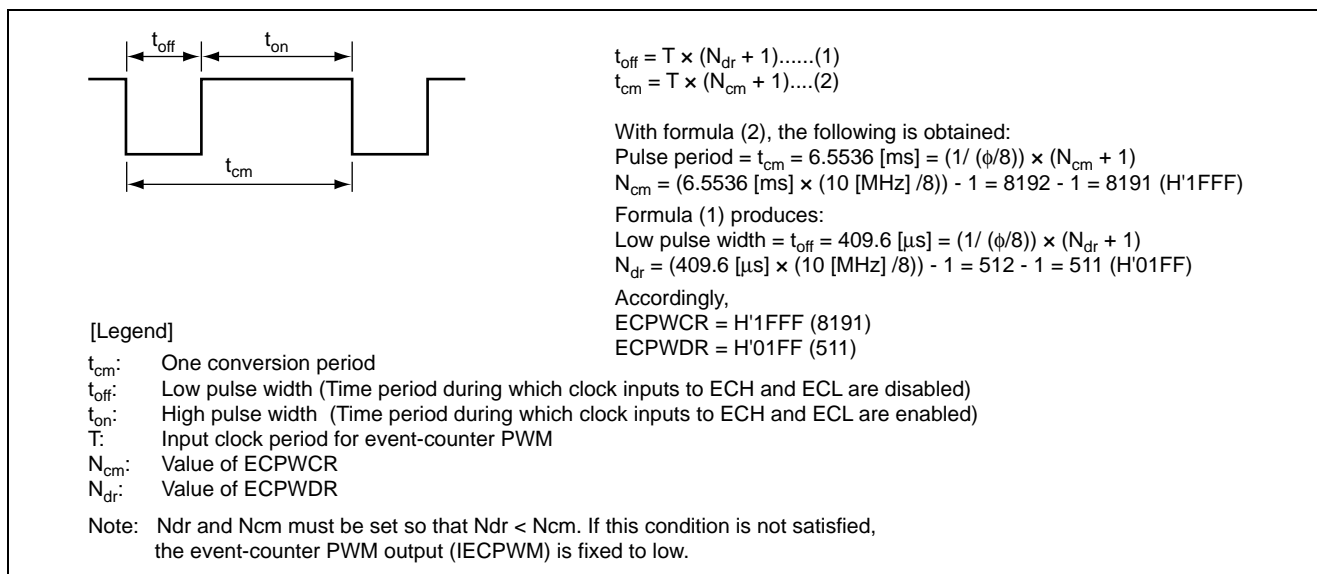 toff ton
tcm
toff = T × (Ndr + 1)......(1)
tcm = T × (Ncm + 1)....(2)
With formula (2), the following is obtained:
Pulse period = tcm = 6.5536 [ms] = (1/ (ϕ/8)) × (Ncm + 1)
Ncm = (6.5536 [ms] × (10 [MHz] /8)) - 1 = 8192 - 1 = 8191 (H'1FFF)
Formula (1) produces:
Low pulse width = toff = 409.6 [μs] = (1/ (ϕ/8)) × (Ndr + 1)
Ndr = (409.6 [μs] × (10 [MHz] /8)) - 1 = 512 - 1 = 511 (H'01FF)
Accordingly,
ECPWCR = H'1FFF (8191)
ECPWDR = H'01FF (511)
[Legend]
tcm: One conversion period
toff: Low pulse width (Time period during which clock inputs to ECH and ECL are disabled)
ton: High pulse width (Time period during which clock inputs to ECH and ECL are enabled)
T: Input clock period for event-counter PWM
Ncm: Value of ECPWCR
Ndr: Value of ECPWDR
Note: Ndr and Ncm must be set so that Ndr < Ncm. If this condition is not satisfied,
the event-counter PWM output (IECPWM) is fixed to low.